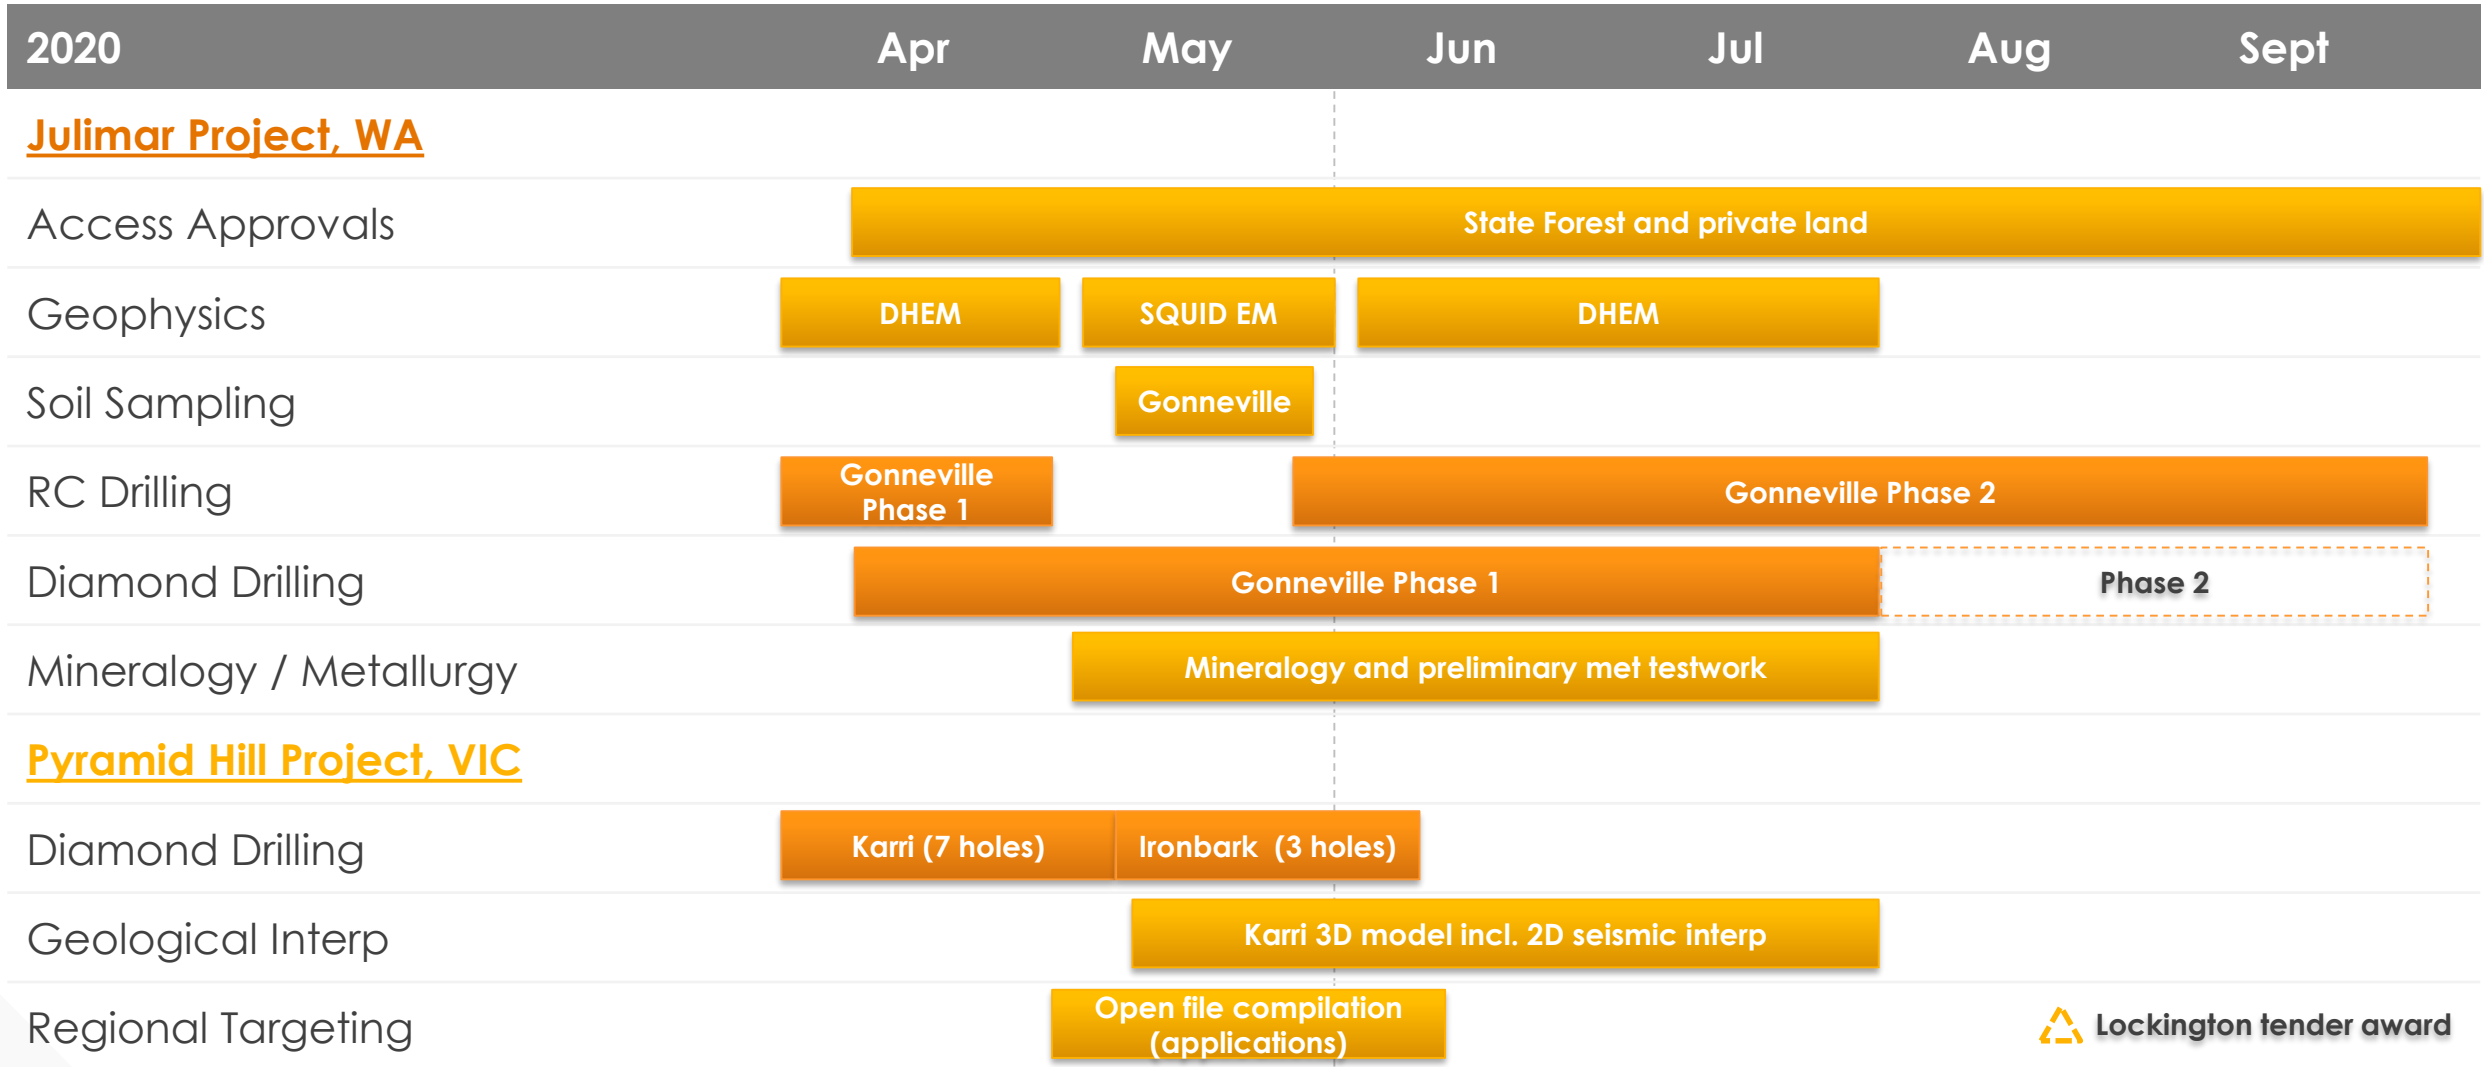 2020 Apr May Jun Jul Aug Sept
Julimar Project, WA
Access Approvals State Forest and private land
Geophysics DHEM SQUID EM DHEM
Soil Sampling Gonneville
RC Drilling Gonneville Phase 1 Gonneville Phase 2
Diamond Drilling Gonneville Phase 1 Phase 2
Mineralogy / Metallurgy Mineralogy and preliminary met testwork
Pyramid Hill Project, VIC
Diamond Drilling Karri (7 holes) Ironbark (3 holes)
Geological Interp Karri 3D model incl. 2D seismic interp
Regional Targeting Open file compilation (applications) Lockington tender award